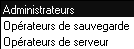 Administrateurs
Opérateurs de sauvegarde
Opérateurs de serveur